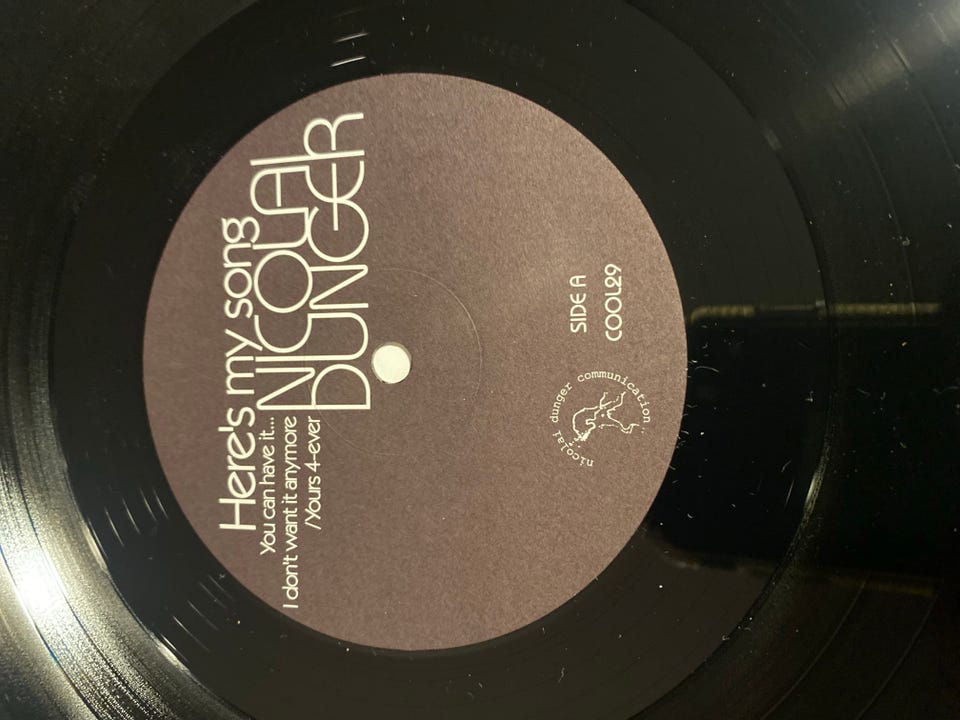 Here's my song
You can have it...
I don't want it anymore
/Yours 4-ever
NICOLAI
DUNGER
SIDE A
COOL29
nicolai dunger communication